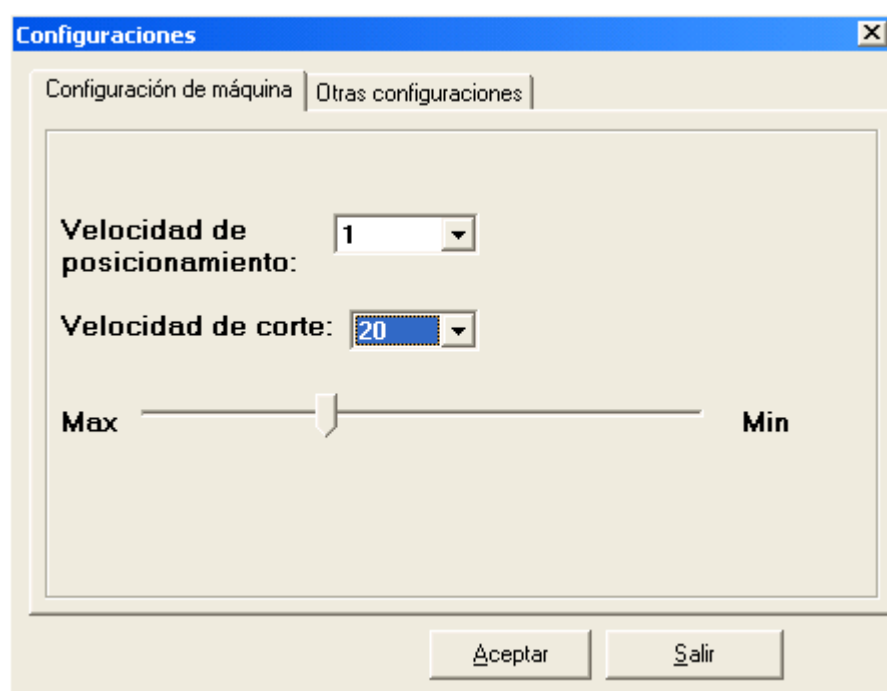 Configuraciones
Configuración de máquina
Otras configuraciones
Velocidad de
posicionamiento:
1
Velocidad de corte:
20
Max
Min
Aceptar
Salir